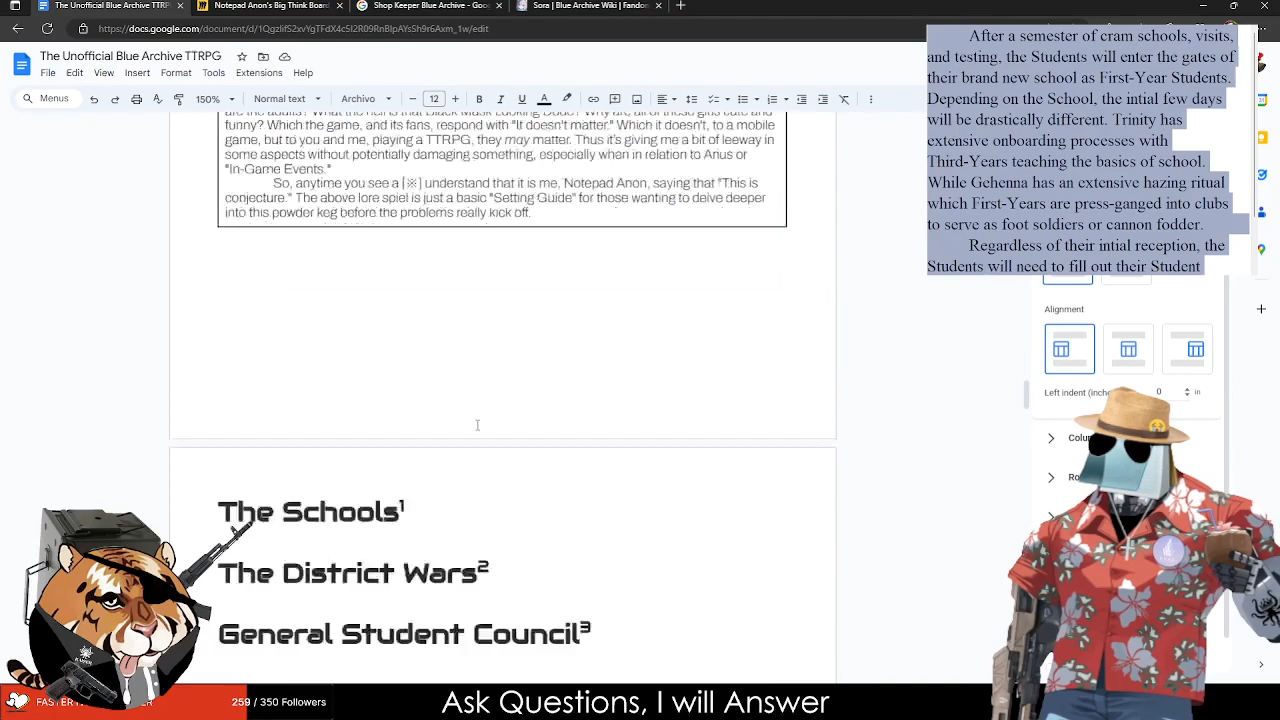 The Unofficial Blue Archive TTRPG
Notepad Anon's Big Think Board
Shop Keeper Blue Archive - Goo
Sora | Blue Archive Wiki | Fandom
The Unofficial Blue Archive TTRPG
File Edit View Insert Format Tools Extensions Help
Menus
150%
Normal text
Archivo
12
funny? Which the game, and its fans, respond with "It doesn't matter." Which it doesn't, to a mobile
game, but to you and me, playing a TTRPG, they may matter. Thus it's giving me a bit of leeway in
some aspects without potentially damaging something, especially when in relation to Arius or
"In-Game Events."
So, anytime you see a [※] understand that it is me, Notepad Anon, saying that "This is
conjecture." The above lore spiel is just a basic "Setting Guide" for those wanting to delve deeper
into this powder keg before the problems really kick off.
The Schools¹
The District Wars²
General Student Council³
After a semester of cram schools, visits,
and testing, the Students will enter the gates of
their brand new school as First-Year Students.
Depending on the School, the intial few days
will be drastically different. Trinity has
extensive onboarding processes with
Third-Years teaching the basics of school.
While Gehenna has an extensive hazing ritual
which First-Years are press-ganged into clubs
to serve as foot soldiers or cannon fodder.
Regardless of their intial reception, the
Students will need to fill out their Student
Alignment
Left indent (inche
0
in
Colu
Ro
259 / 350 Followers
Ask Questions, I will Answer